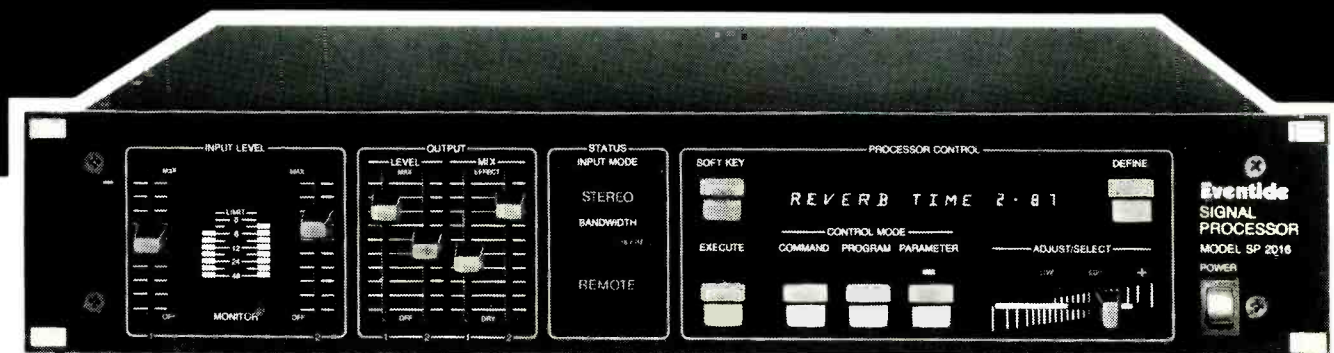 INPUT LEVEL
MAX
MAX
LIMIT
0
6
12
24
48
MONITOR
OFF
OFF
1
2
OUTPUT
LEVEL
MIX
MAX
EFFECT
OFF
DRY
1
2
1
2
STATUS
INPUT MODE
STEREO
BANDWIDTH
REMOTE
PROCESSOR CONTROL
SOFT KEY
REVERB TIME 2.87
DEFINE
CONTROL MODE
EXECUTE
COMMAND
PROGRAM
PARAMETER
ADJUST/SELECT
+
Eventide
SIGNAL
PROCESSOR
MODEL SP 2016
POWER